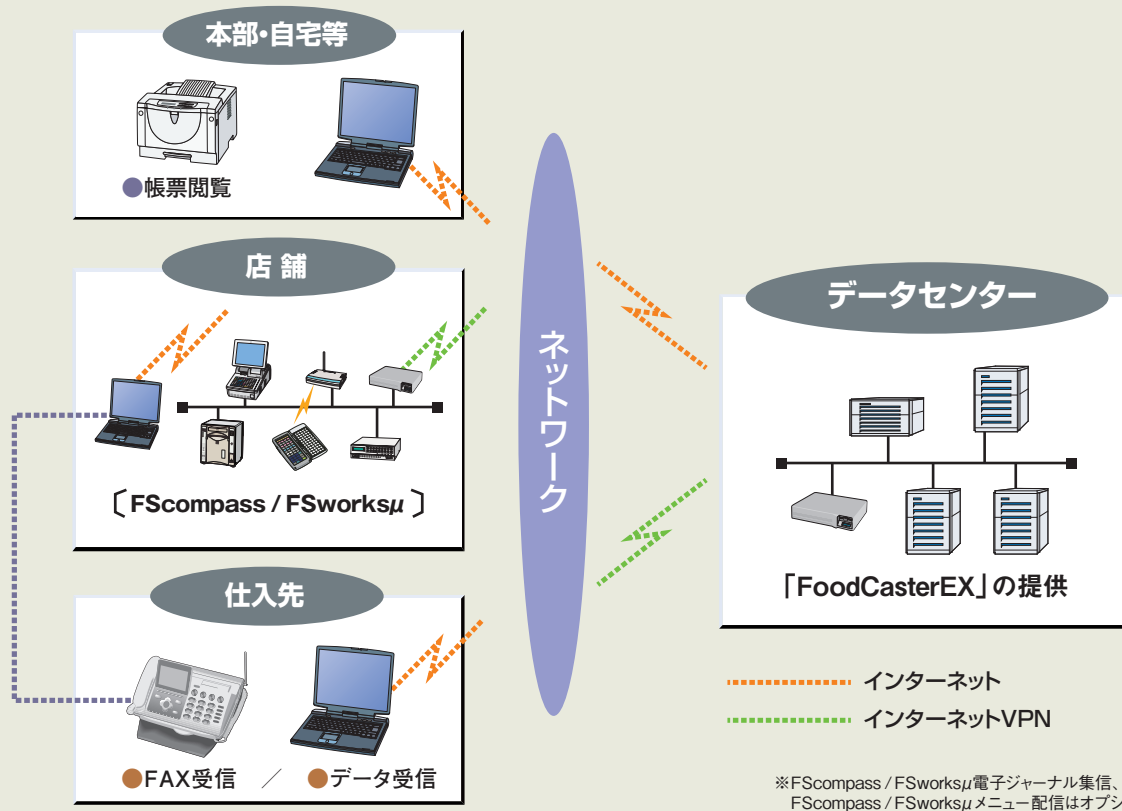 本部・自宅等
●帳票閲覧
店舗
〔FScompass / FSworksμ〕
仕入先
●FAX受信 ／ ●データ受信
ネットワーク
データセンター
「FoodCasterEX」の提供
インターネット
インターネットVPN
※FScompass / FSworksμ電子ジャーナル集信、
FScompass / FSworksμメニュー配信はオプシ